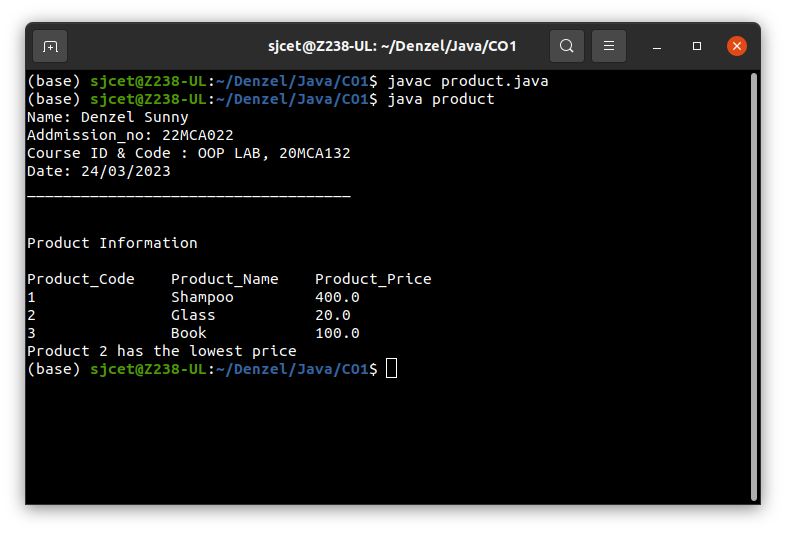 sjcet@Z238-UL: ~/Denzel/Java/CO1
(base) sjcet@Z238-UL:~/Denzel/Java/CO1$ javac product.java
(base) sjcet@Z238-UL:~/Denzel/Java/CO1$ java product
Name: Denzel Sunny
Addmission_no: 22MCA022
Course ID & Code : OOP LAB, 20MCA132
Date: 24/03/2023
____________________________________
Product Information
Product_Code    Product_Name    Product_Price
1               Shampoo         400.0
2               Glass           20.0
3               Book            100.0
Product 2 has the lowest price
(base) sjcet@Z238-UL:~/Denzel/Java/CO1$